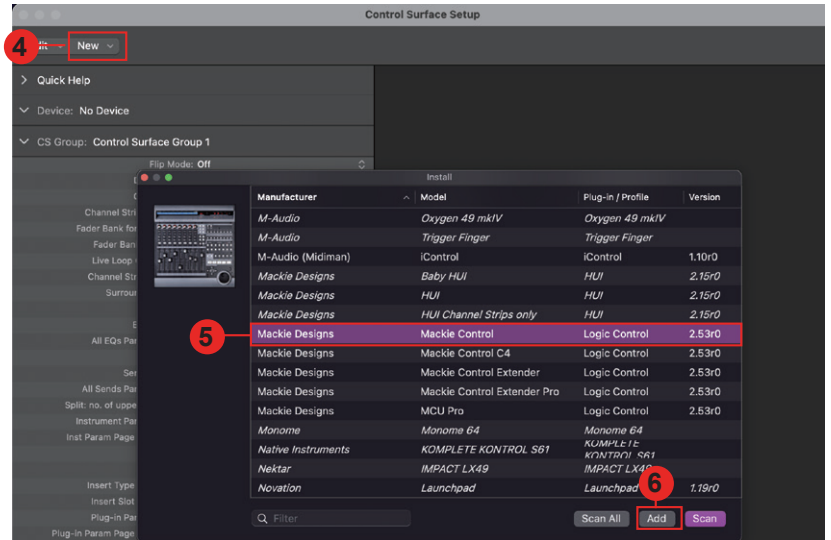 Control Surface Setup
4
New
Quick Help
Device: No Device
CS Group: Control Surface Group 1
Flip Mode: Off
Install
Manufacturer Model Plug-in / Profile Version
M-Audio Oxygen 49 mkIV Oxygen 49 mkIV
M-Audio Trigger Finger Trigger Finger
M-Audio (Midiman) iControl iControl 1.10r0
Mackie Designs Baby HUI HUI 2.15r0
Mackie Designs HUI HUI 2.15r0
Mackie Designs HUI Channel Strips only HUI 2.15r0
5
Mackie Designs Mackie Control Logic Control 2.53r0
Mackie Designs Mackie Control C4 Logic Control 2.53r0
Mackie Designs Mackie Control Extender Logic Control 2.53r0
Mackie Designs Mackie Control Extender Pro Logic Control 2.53r0
Mackie Designs MCU Pro Logic Control 2.53r0
Monome Monome 64 Monome 64
Native Instruments KOMPLETE KONTROL S61 KOMPLETE KONTROL S61
Nektar IMPACT LX49 IMPACT LX49
Novation Launchpad Launchpad 1.19r0
6
Filter
Scan All Add Scan
Channel Stri
Fader Bank for
Fader Ban
Live Loop
Channel Str
Surrour
All EQs Par
Ser
All Sends Par
Split: no. of uppe
Instrument Par
Inst Param Page
Insert Type
Insert Slot
Plug-in Par
Plug-in Param Page